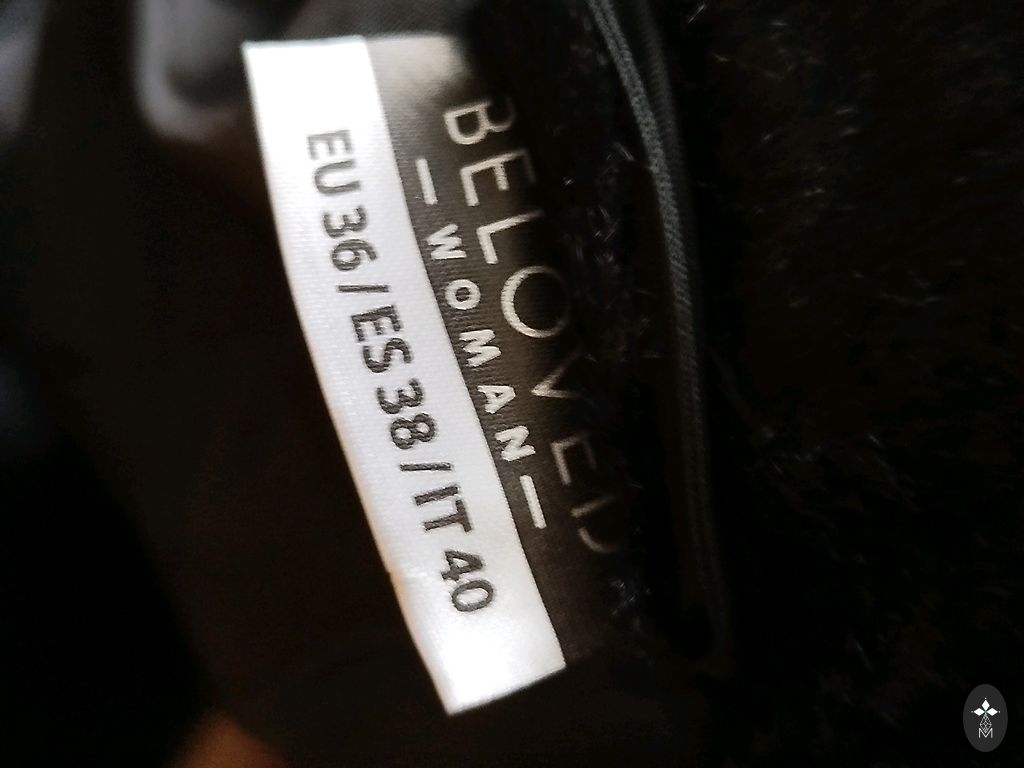 BELOVED
— WOMAN —
EU 36 / ES 38 / IT 40
M